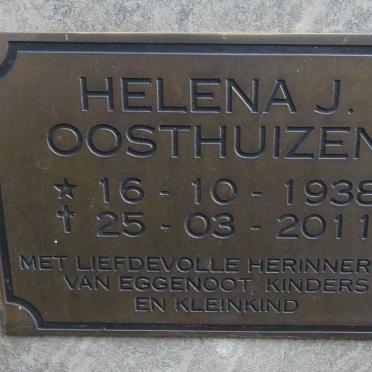 HELENA J.
OOSTHUIZEN
☆ 16 - 10 - 1938
† 25 - 03 - 2011
MET LIEFDEVOLLE HERINNER
VAN EGGENOOT, KINDERS
EN KLEINKIND